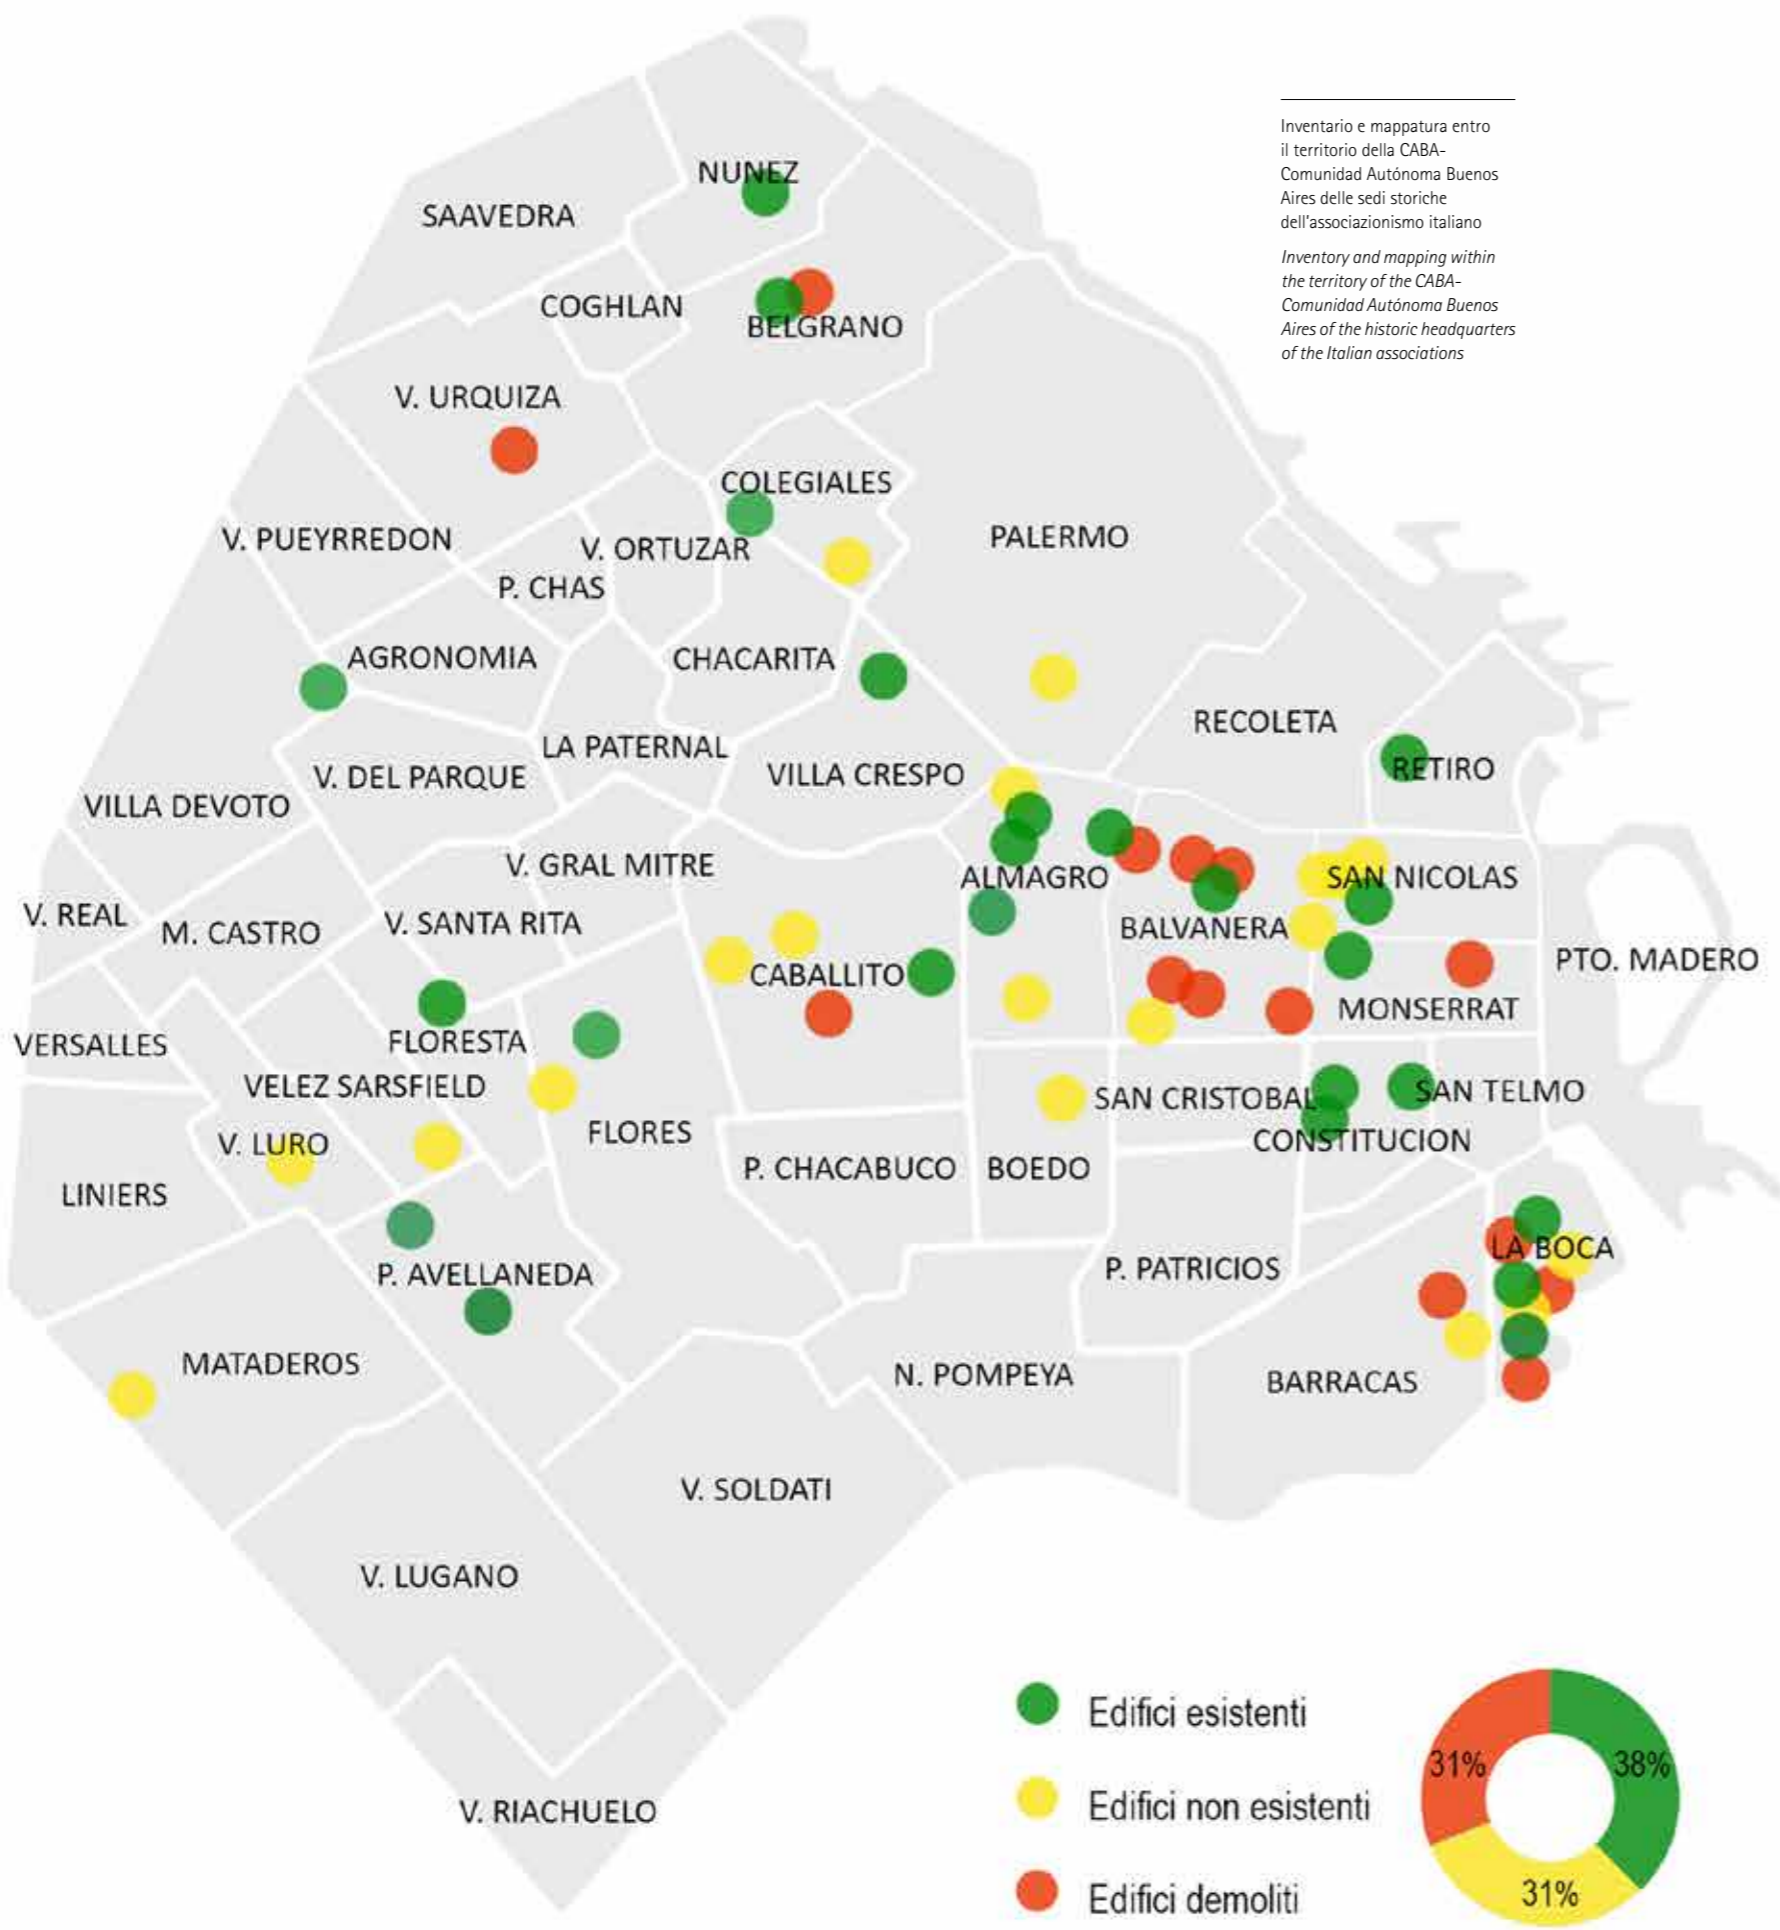 Inventario e mappatura entro
il territorio della CABA-
Comunidad Autónoma Buenos
Aires delle sedi storiche
dell'associazionismo italiano
Inventory and mapping within
the territory of the CABA-
Comunidad Autónoma Buenos
Aires of the historic headquarters
of the Italian associations
NUNEZ
SAAVEDRA
COGHLAN
BELGRANO
V. URQUIZA
COLEGIALES
V. PUEYRREDON
V. ORTUZAR
PALERMO
P. CHAS
AGRONOMIA
CHACARITA
RECOLETA
LA PATERNAL
RETIRO
V. DEL PARQUE
VILLA CRESPO
VILLA DEVOTO
V. GRAL MITRE
ALMAGRO
SAN NICOLAS
V. REAL
M. CASTRO
V. SANTA RITA
BALVANERA
CABALLITO
PTO. MADERO
MONSERRAT
VERSALLES
FLORESTA
VELEZ SARSFIELD
SAN CRISTOBAL
SAN TELMO
FLORES
V. LURO
CONSTITUCION
P. CHACABUCO
BOEDO
LINIERS
LA BOCA
P. AVELLANEDA
P. PATRICIOS
MATADEROS
N. POMPEYA
BARRACAS
V. SOLDATI
V. LUGANO
V. RIACHUELO
Edifici esistenti
Edifici non esistenti
Edifici demoliti
31%
38%
31%